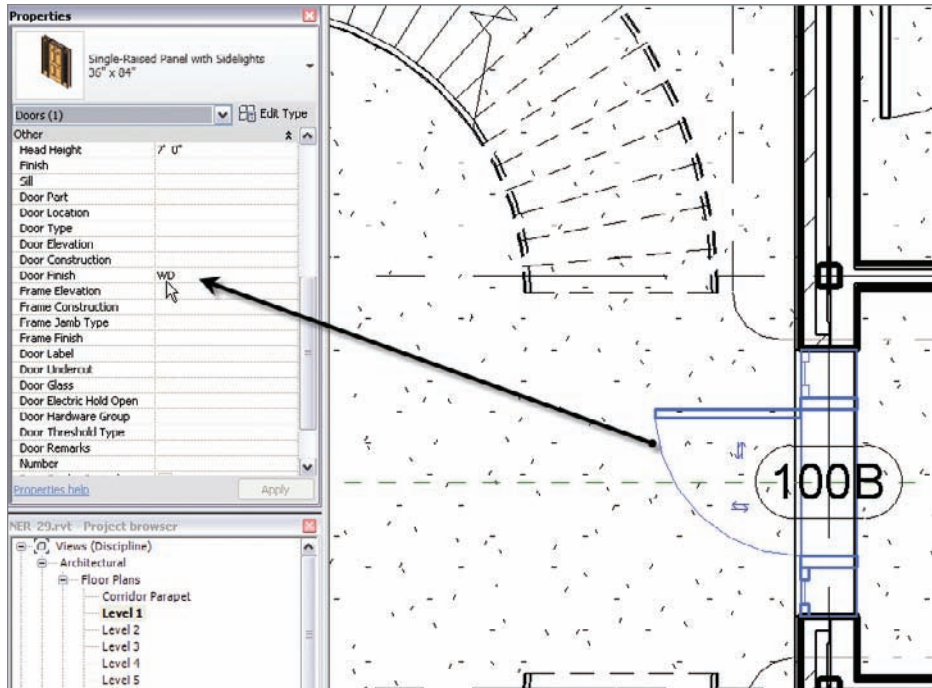 Properties
Single-Raised Panel with Sidelights
36" x 84"
Doors (1)
Edit Type
Other
Head Height 7' 0"
Finish
Sill
Door Part
Door Location
Door Type
Door Elevation
Door Construction
Door Finish WD
Frame Elevation
Frame Construction
Frame Jamb Type
Frame Finish
Door Label
Door Undercut
Door Glass
Door Electric Hold Open
Door Hardware Group
Door Threshold Type
Door Remarks
Number
Properties help
Apply
NER-29.rvt - Project browser
Views (Discipline)
Architectural
Floor Plans
Corridor Parapet
Level 1
Level 2
Level 3
Level 4
Level 5
100B